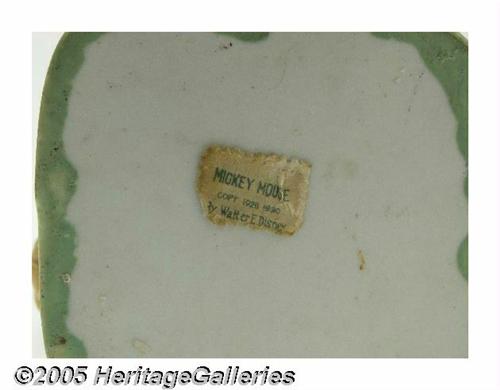 MICKEY MOUSE
COPY 1928 1930
by Walter E. Disney
©2005 HeritageGalleries